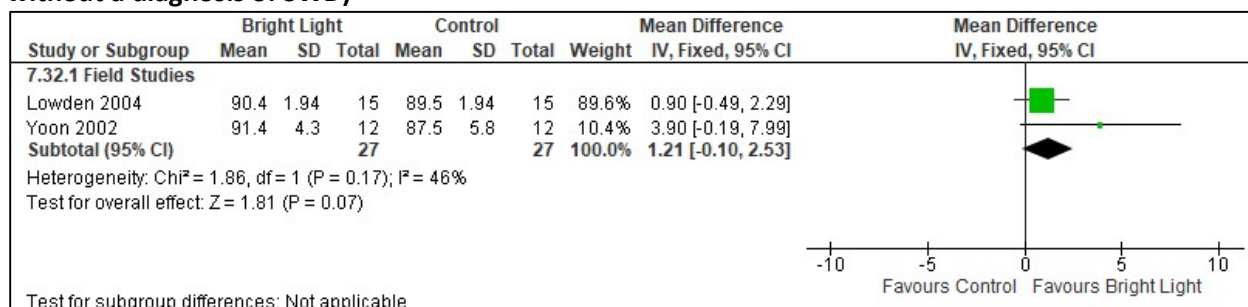 without a diagnosis of SWD)
Bright Light Control Mean Difference Mean Difference
Study or Subgroup Mean SD Total Mean SD Total Weight IV, Fixed, 95% CI IV, Fixed, 95% CI
7.32.1 Field Studies
Lowden 2004 90.4 1.94 15 89.5 1.94 15 89.6% 0.90 [-0.49, 2.29]
Yoon 2002 91.4 4.3 12 87.5 5.8 12 10.4% 3.90 [-0.19, 7.99]
Subtotal (95% CI) 27 27 100.0% 1.21 [-0.10, 2.53]
Heterogeneity: Chi² = 1.86, df = 1 (P = 0.17); I² = 46%
Test for overall effect: Z = 1.81 (P = 0.07)
-10 -5 0 5 10
Favours Control Favours Bright Light
Test for subgroup differences: Not applicable